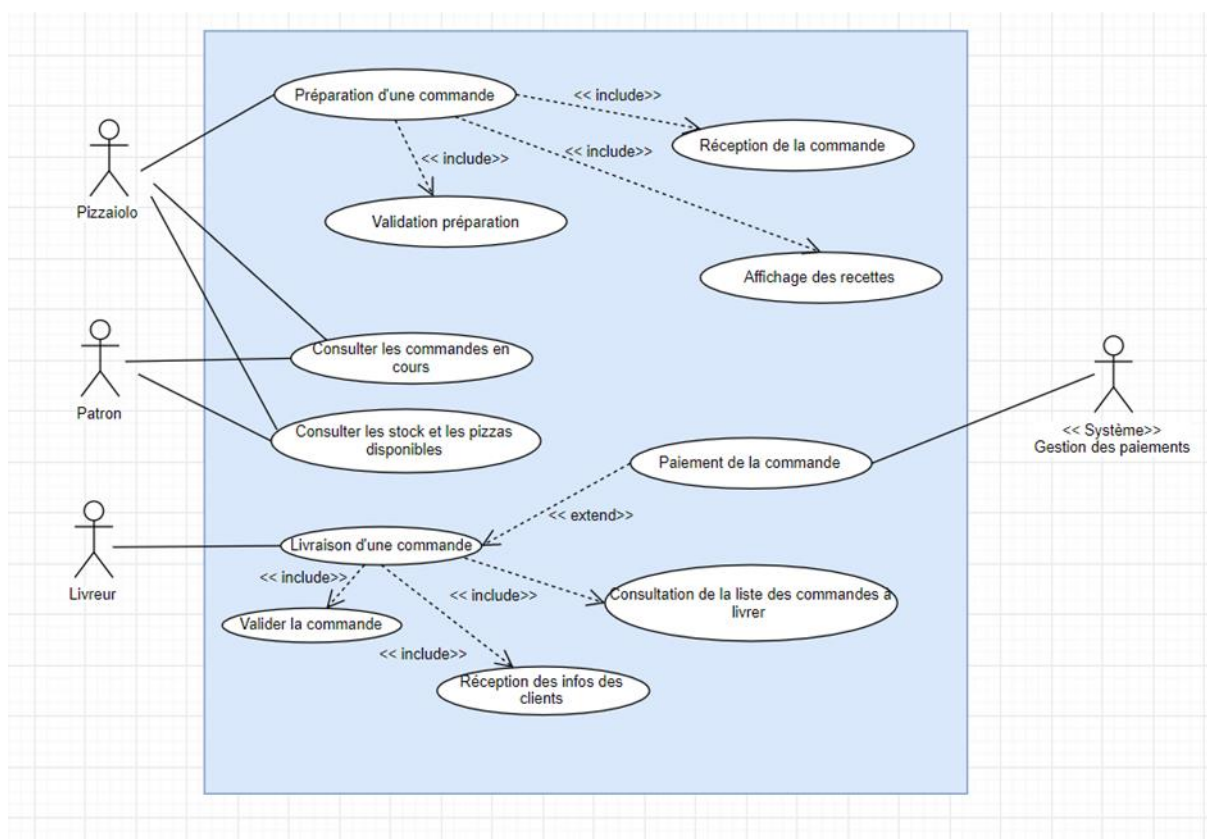 Préparation d'une commande
<< include>>
Réception de la commande
<< include>>
<< include>>
Pizzaiolo
Validation préparation
Affichage des recettes
Consulter les commandes en
cours
Patron
Consulter les stock et les pizzas
disponibles
<< Système>>
Gestion des paiements
Paiement de la commande
<< extend>>
Livraison d'une commande
Livreur
<< include>>
<< include>>
Consultation de la liste des commandes à
livrer
Valider la commande
<< include>>
Réception des infos des
clients